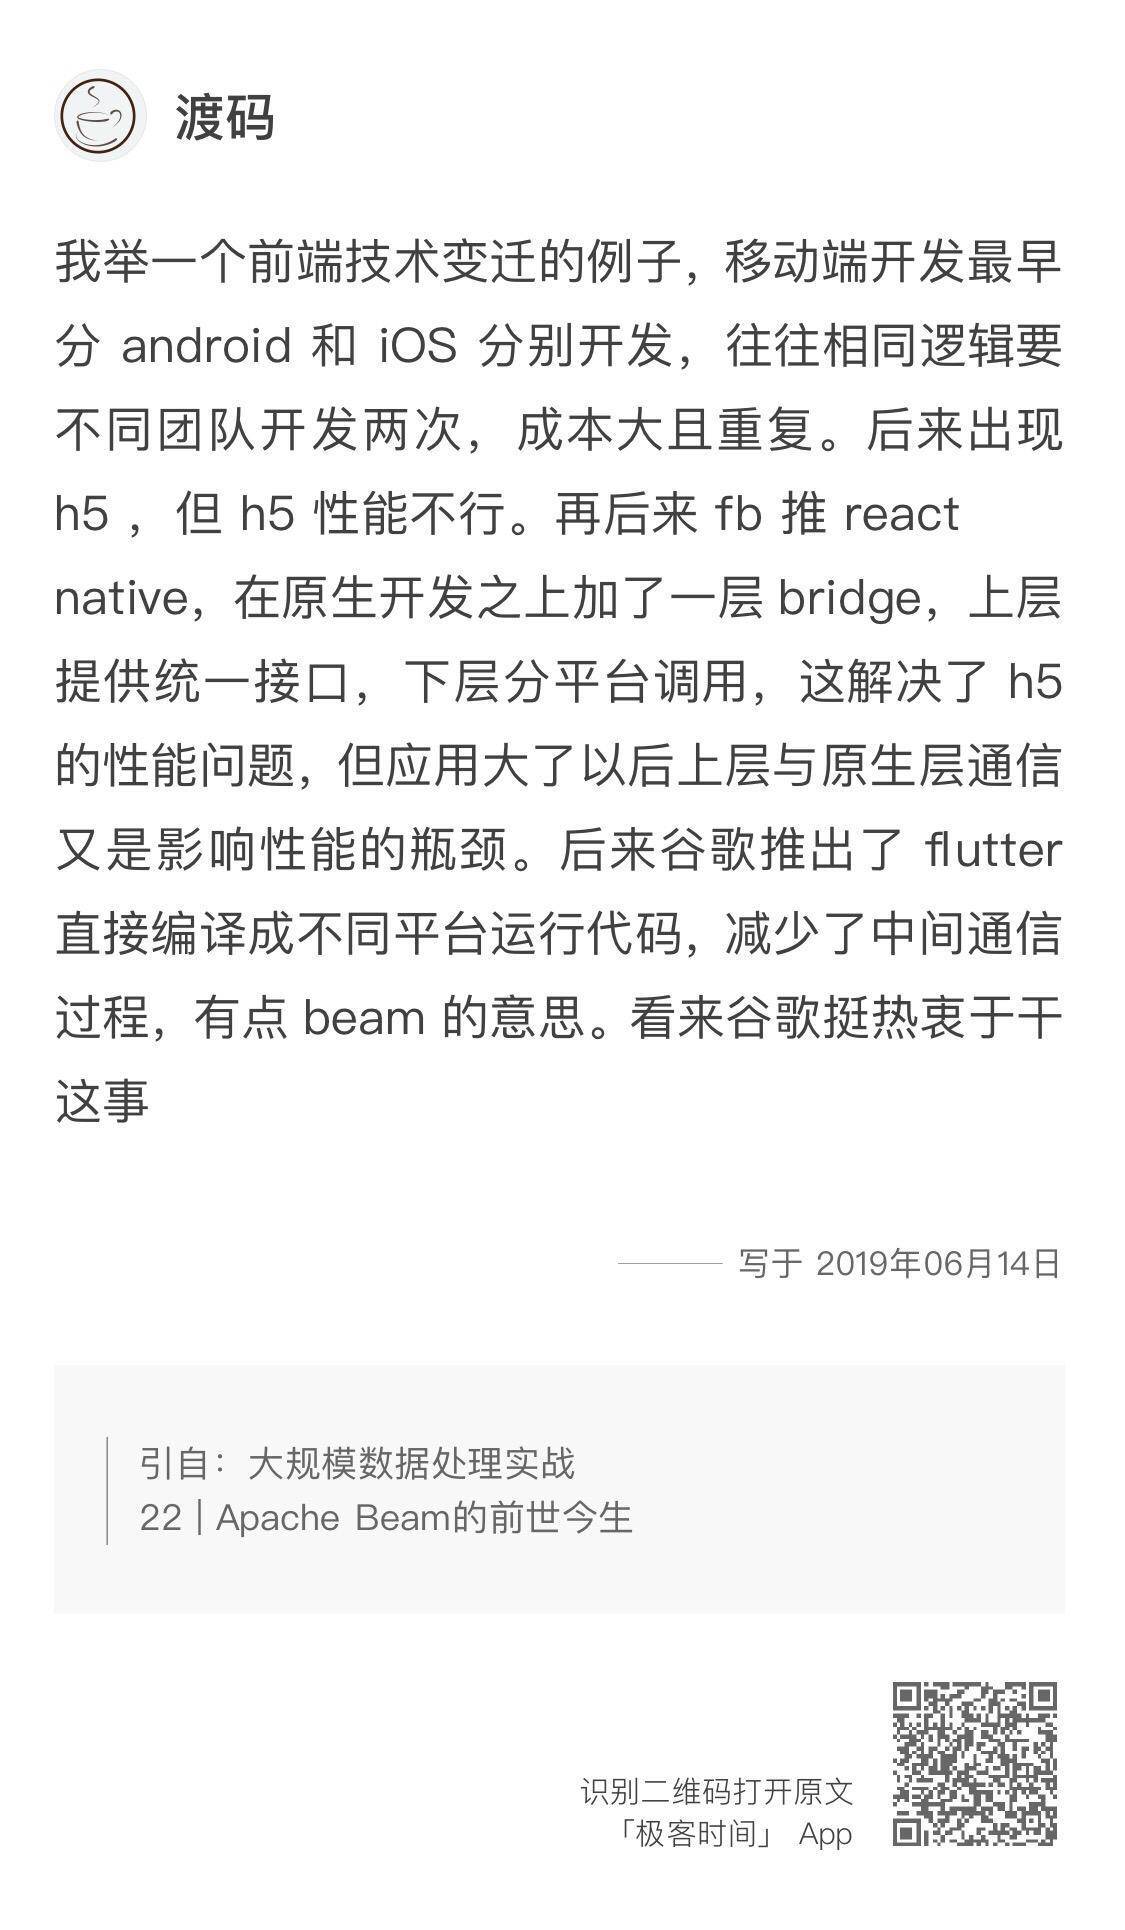 渡码
我举一个前端技术变迁的例子，移动端开发最早
分 android 和 iOS 分别开发，往往相同逻辑要
不同团队开发两次，成本大且重复。后来出现
h5 ，但 h5 性能不行。再后来 fb 推 react
native，在原生开发之上加了一层 bridge，上层
提供统一接口，下层分平台调用，这解决了 h5
的性能问题，但应用大了以后上层与原生层通信
又是影响性能的瓶颈。后来谷歌推出了 flutter
直接编译成不同平台运行代码，减少了中间通信
过程，有点 beam 的意思。看来谷歌挺热衷于干
这事
写于 2019年06月14日
引自：大规模数据处理实战
22 | Apache Beam的前世今生
识别二维码打开原文
「极客时间」 App